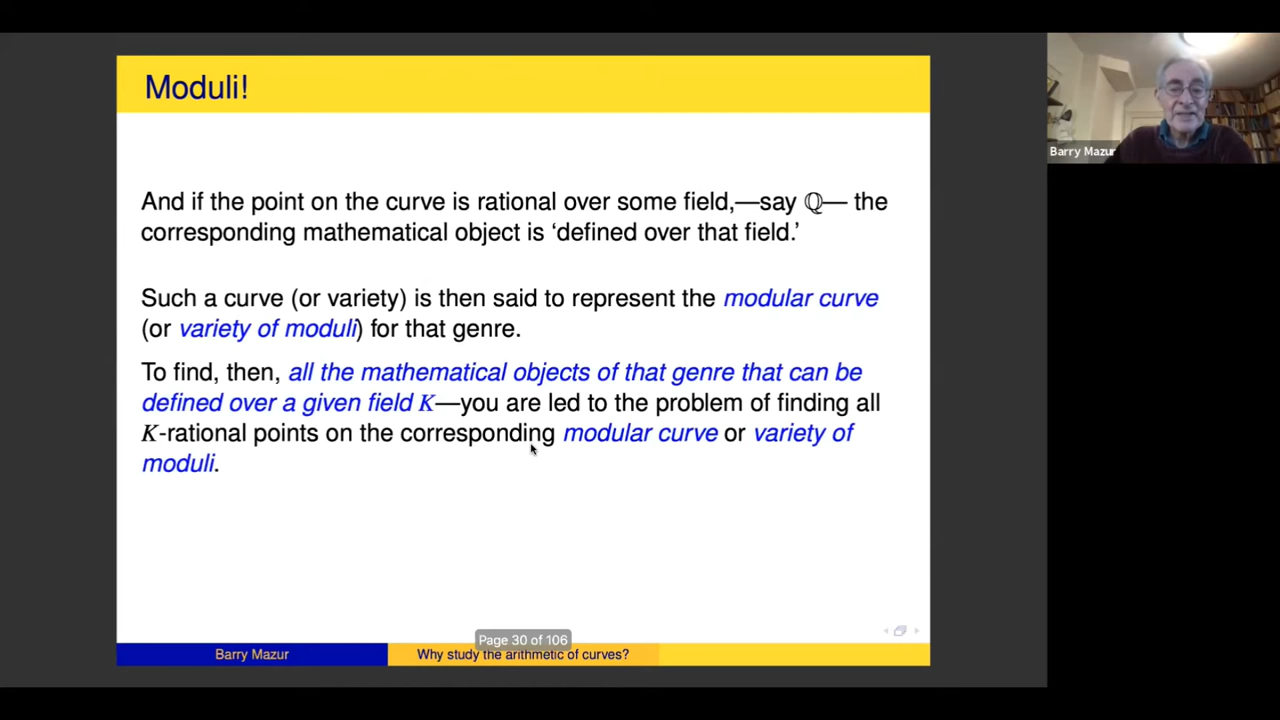 Moduli!
And if the point on the curve is rational over some field,—say ℚ— the
corresponding mathematical object is ‘defined over that field.’
Such a curve (or variety) is then said to represent the modular curve
(or variety of moduli) for that genre.
To find, then, all the mathematical objects of that genre that can be
defined over a given field K—you are led to the problem of finding all
K-rational points on the corresponding modular curve or variety of
moduli.
Page 30 of 106
Barry Mazur
Why study the arithmetic of curves?
Barry Mazur